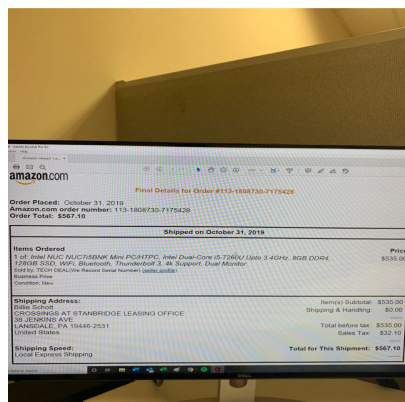 amazon.com
Final Details for Order #113-1808730-7175428
Order Placed: October 31, 2019
Amazon.com order number: 113-1808730-7175428
Order Total: $567.10
Shipped on October 31, 2019
Items Ordered Price
1 of: Intel NUC NUC7i5BNK Mini PC/HTPC, Intel Dual-Core i5-7260U Upto 3.4GHz, 8GB DDR4, $535.00
128GB SSD, WiFi, Bluetooth, Thunderbolt 3, 4k Support, Dual Monitor
Sold by: TECH DEAL(We Record Serial Number) (seller profile)
Business Price
Condition: New
Shipping Address: Item(s) Subtotal: $535.00
Billie Schott Shipping & Handling: $0.00
CROSSINGS AT STANBRIDGE LEASING OFFICE -----
38 JENKINS AVE Total before tax: $535.00
LANSDALE, PA 19446-2531 Sales Tax: $32.10
United States -----
Shipping Speed: Total for This Shipment: $567.10
Local Express Shipping -----
DELL